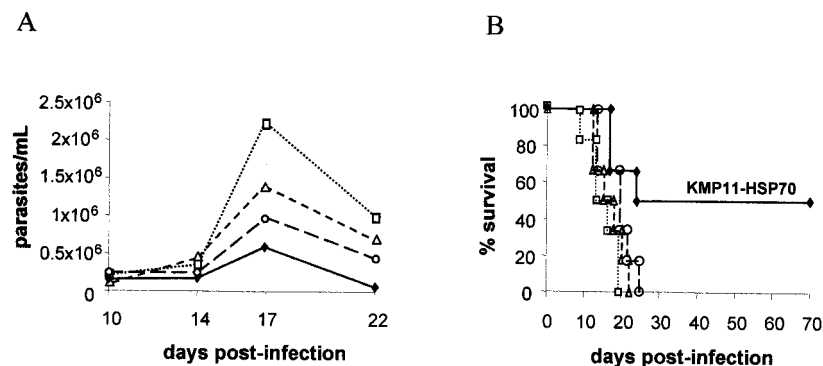 A
2.5x10⁶
2x10⁶
1.5x10⁶
1x10⁶
0.5x10⁶
0
parasites/mL
10 14 17 22
days post-infection
B
100
80
60
40
20
0
% survival
KMP11-HSP70
0 10 20 30 40 50 60 70
days post-infection